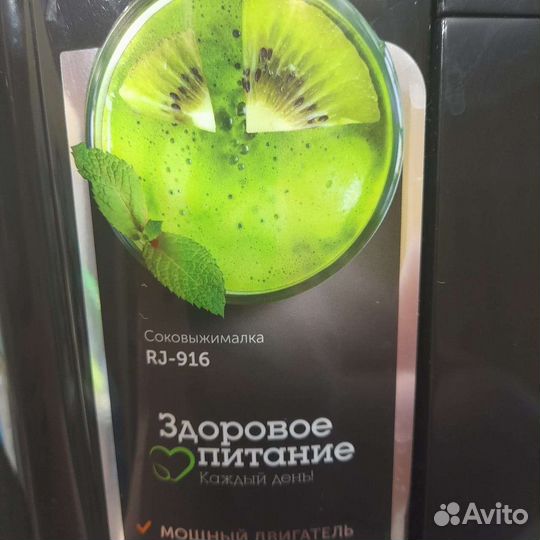 Соковыжималка
RJ-916
Здоровое
питание
Каждый день!
✓ мощный двигатель
Avito